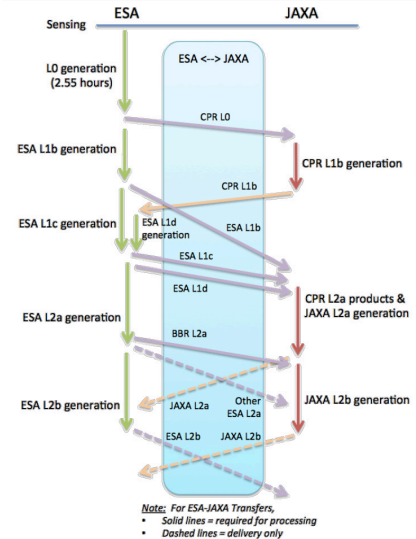 ESA
JAXA
Sensing
ESA <--> JAXA
L0 generation
(2.55 hours)
CPR L0
ESA L1b generation
CPR L1b generation
CPR L1b
ESA L1c generation
ESA L1d
generation
ESA L1b
ESA L1c
ESA L1d
CPR L2a products &
JAXA L2a generation
ESA L2a generation
BBR L2a
JAXA L2a
Other
ESA L2a
JAXA L2b generation
ESA L2b generation
ESA L2b
JAXA L2b
Note: For ESA-JAXA Transfers,
• Solid lines = required for processing
• Dashed lines = delivery only